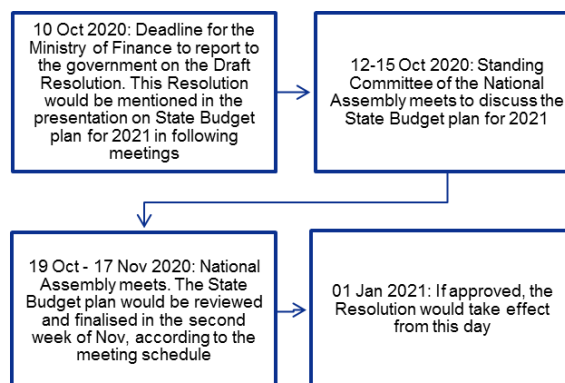 10 Oct 2020: Deadline for the
Ministry of Finance to report to
the government on the Draft
Resolution. This Resolution
would be mentioned in the
presentation on State Budget
plan for 2021 in following
meetings
12-15 Oct 2020: Standing
Committee of the National
Assembly meets to discuss the
State Budget plan for 2021
19 Oct - 17 Nov 2020: National
Assembly meets. The State
Budget plan would be reviewed
and finalised in the second
week of Nov, according to the
meeting schedule
01 Jan 2021: If approved, the
Resolution would take effect
from this day